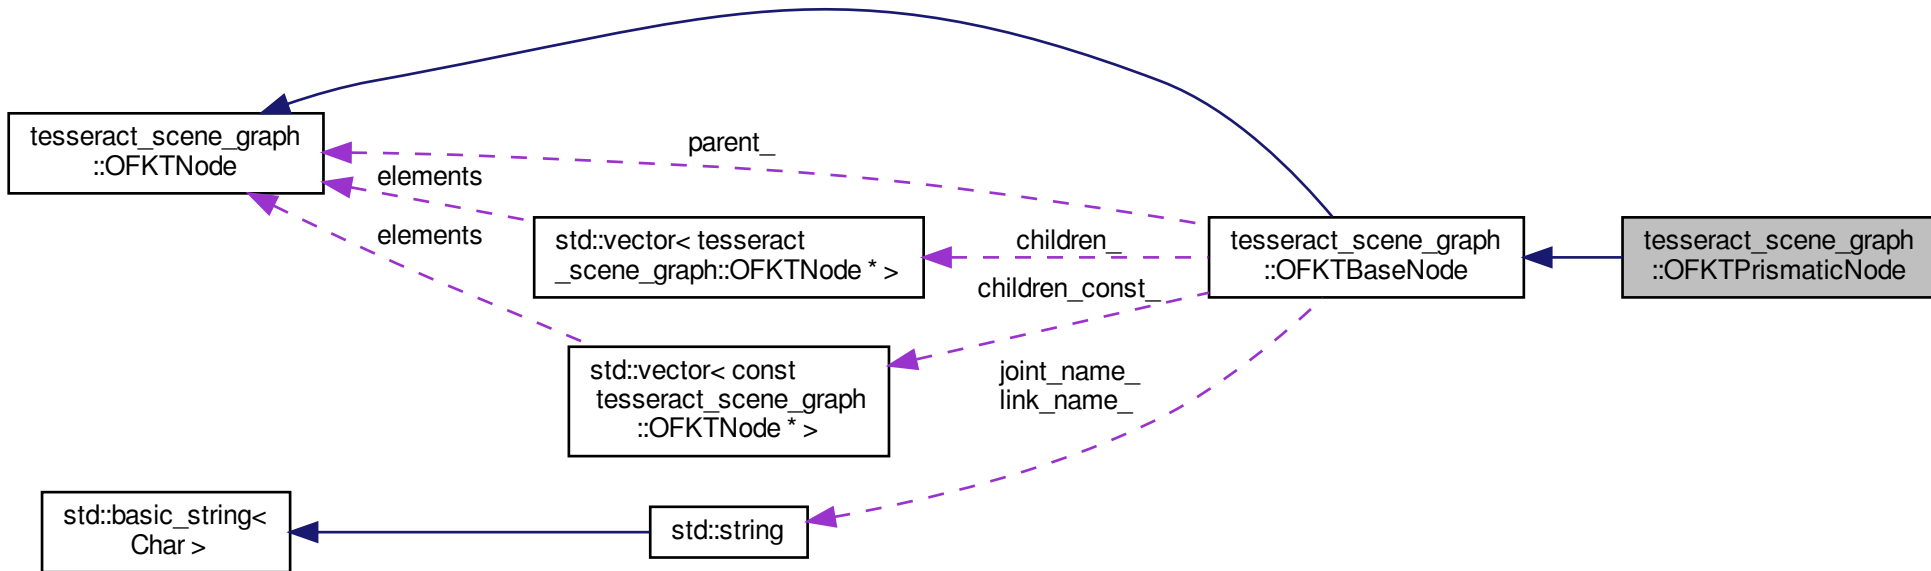 tesseract_scene_graph
::OFKTNode
parent_
elements
elements
std::vector< tesseract
_scene_graph::OFKTNode * >
children_
children_const_
tesseract_scene_graph
::OFKTBaseNode
tesseract_scene_graph
::OFKTPrismaticNode
std::vector< const
tesseract_scene_graph
::OFKTNode * >
joint_name_
link_name_
std::basic_string<
Char >
std::string